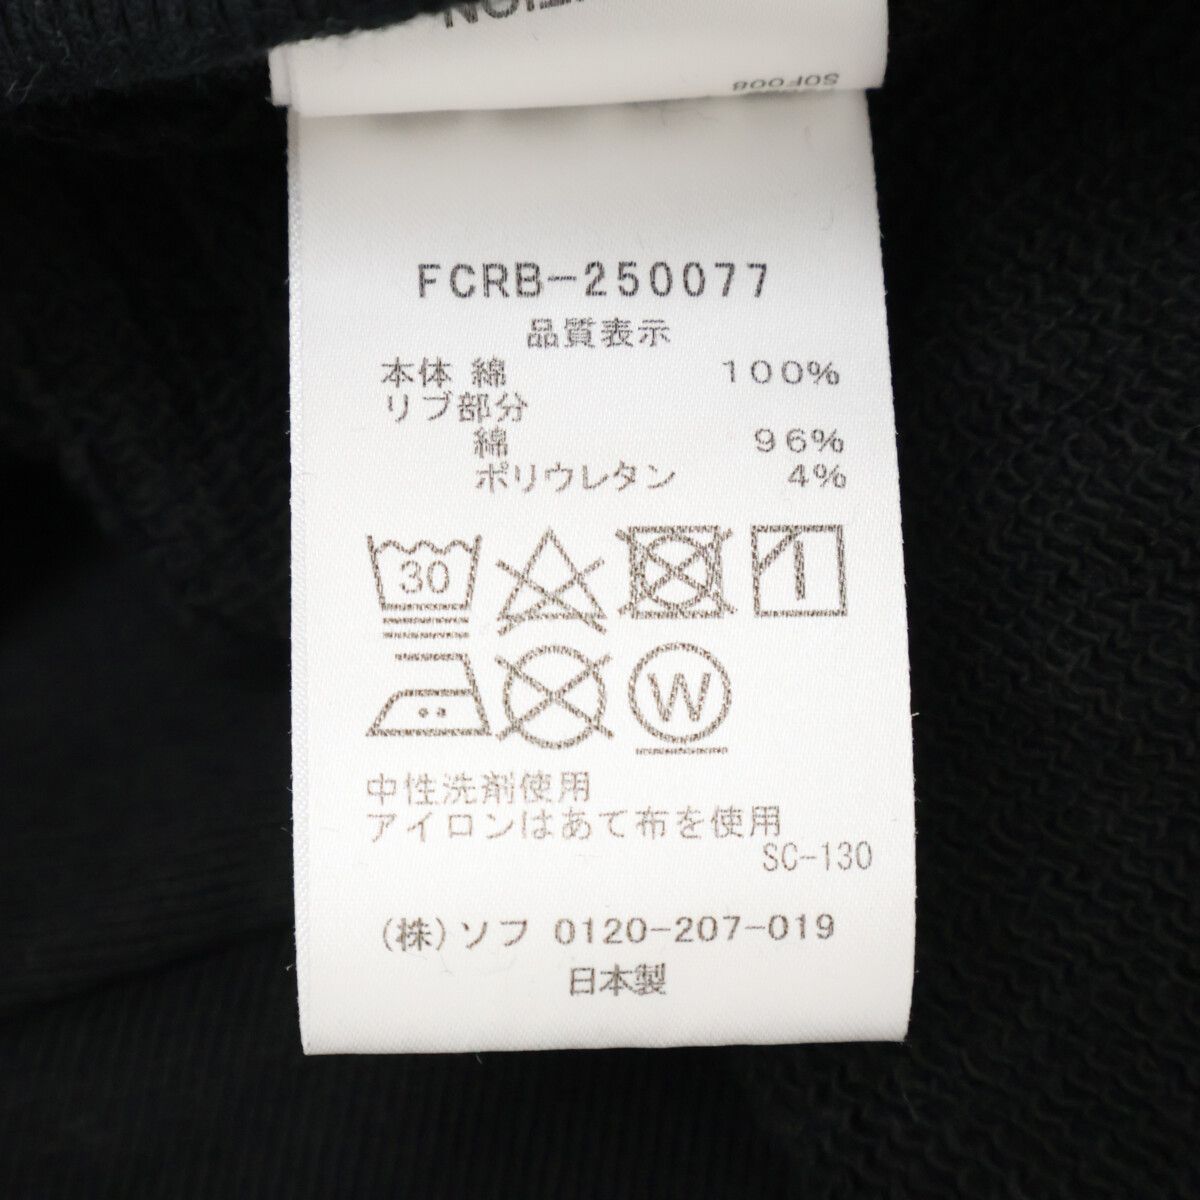 SOF008
FCRB-250077
品質表示
本体 綿 100%
リブ部分
綿 96%
ポリウレタン 4%
30
W
中性洗剤使用
アイロンはあて布を使用
SC-130
(株)ソフ 0120-207-019
日本製